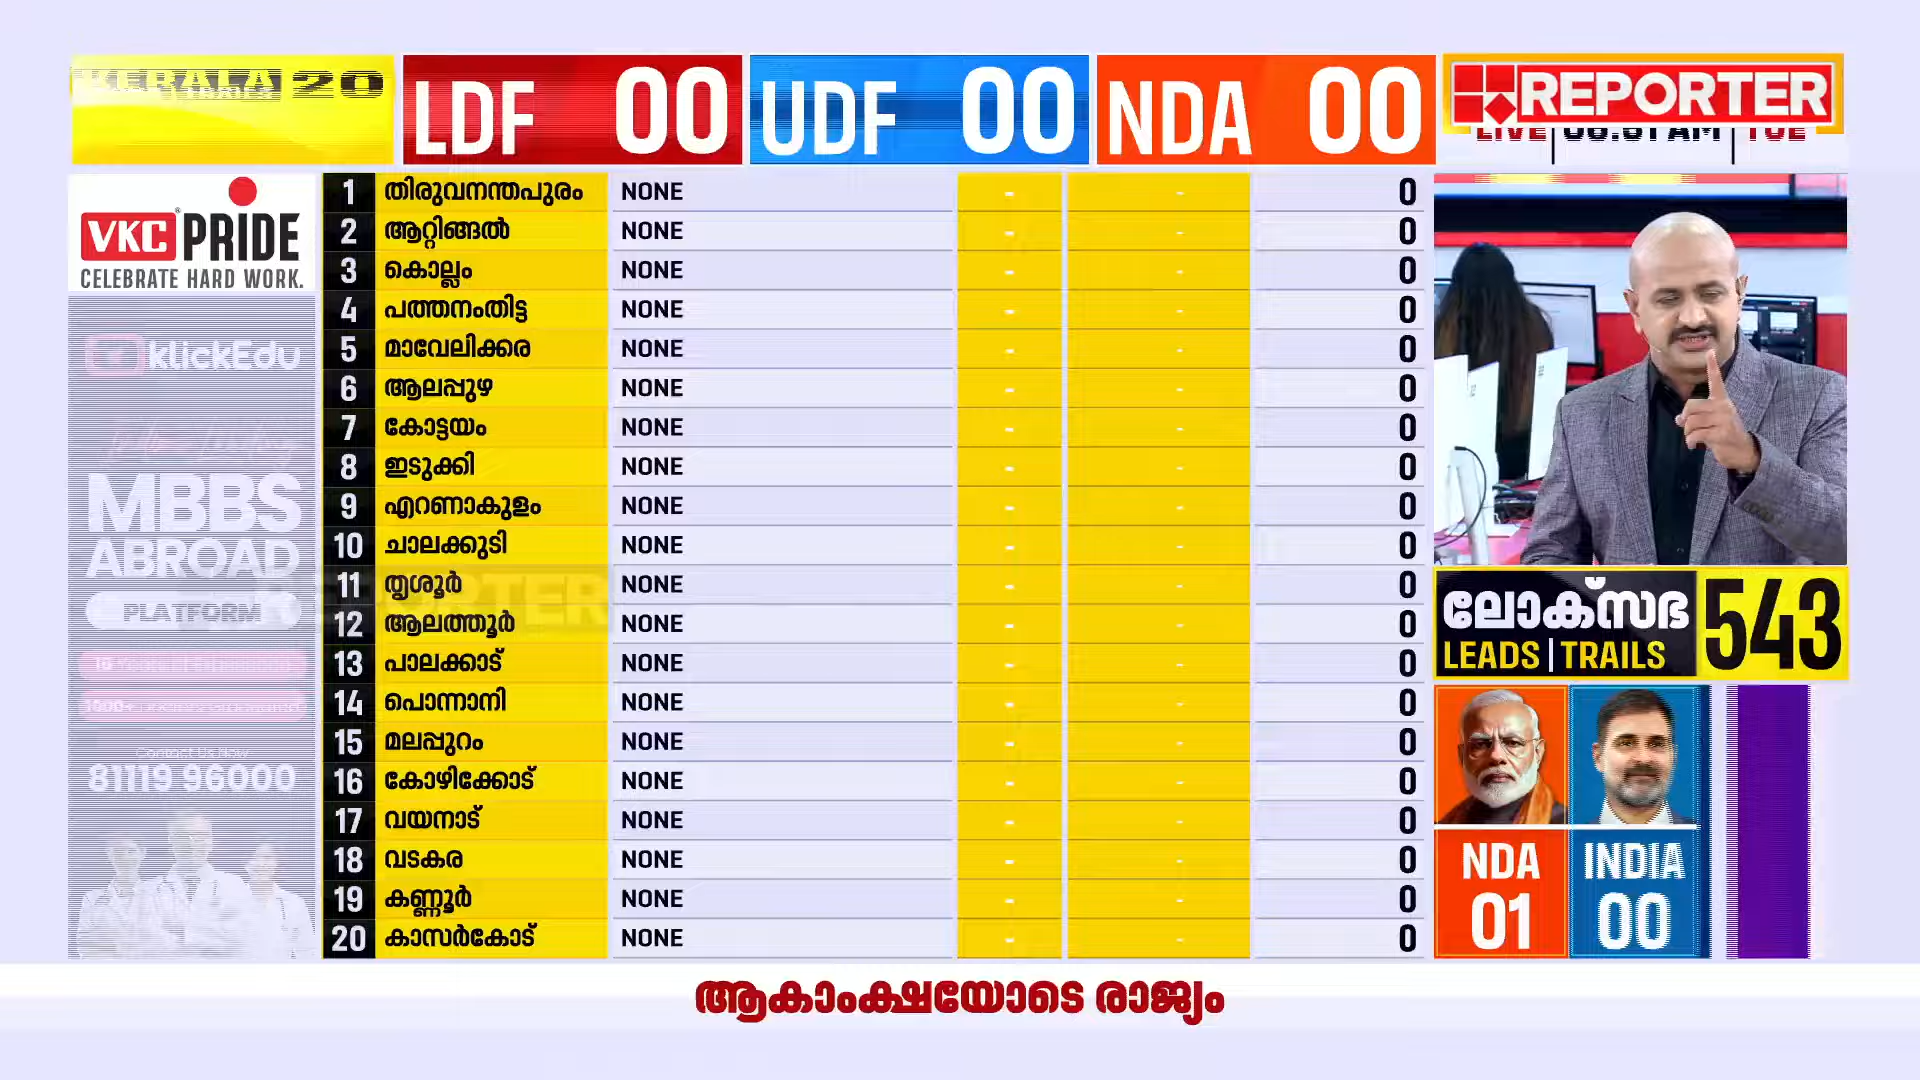 KERALA 20
LDF 00
UDF 00
NDA 00
REPORTER
VKC PRIDE
CELEBRATE HARD WORK.
klickEdu
MBBS
ABROAD
PLATFORM
Contact Us Now
81119 96000
1 തിരുവനന്തപുരം NONE - - 0
2 ആറ്റിങ്ങൽ NONE - - 0
3 കൊല്ലം NONE - - 0
4 പത്തനംതിട്ട NONE - - 0
5 മാവേലിക്കര NONE - - 0
6 ആലപ്പുഴ NONE - - 0
7 കോട്ടയം NONE - - 0
8 ഇടുക്കി NONE - - 0
9 എറണാകുളം NONE - - 0
10 ചാലക്കുടി NONE - - 0
11 തൃശൂർ NONE - - 0
12 ആലത്തൂർ NONE - - 0
13 പാലക്കാട് NONE - - 0
14 പൊന്നാനി NONE - - 0
15 മലപ്പുറം NONE - - 0
16 കോഴിക്കോട് NONE - - 0
17 വയനാട് NONE - - 0
18 വടകര NONE - - 0
19 കണ്ണൂർ NONE - - 0
20 കാസർകോട് NONE - - 0
REPORTER
ലോക്സഭ 543
LEADS | TRAILS
NDA INDIA
01 00
ആകാംക്ഷയോടെ രാജ്യം